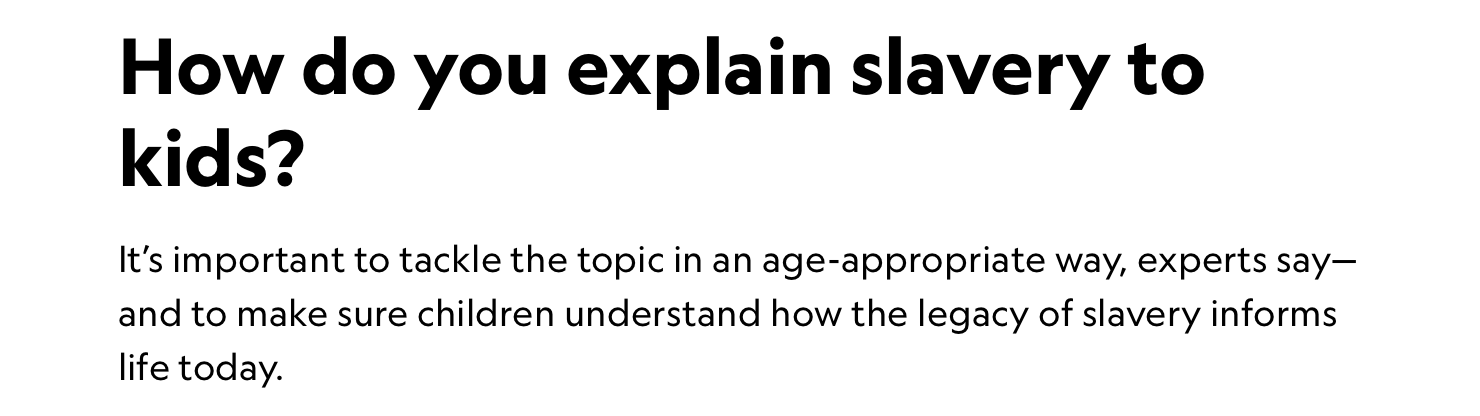 How do you explain slavery to
kids?
It’s important to tackle the topic in an age-appropriate way, experts say—
and to make sure children understand how the legacy of slavery informs
life today.